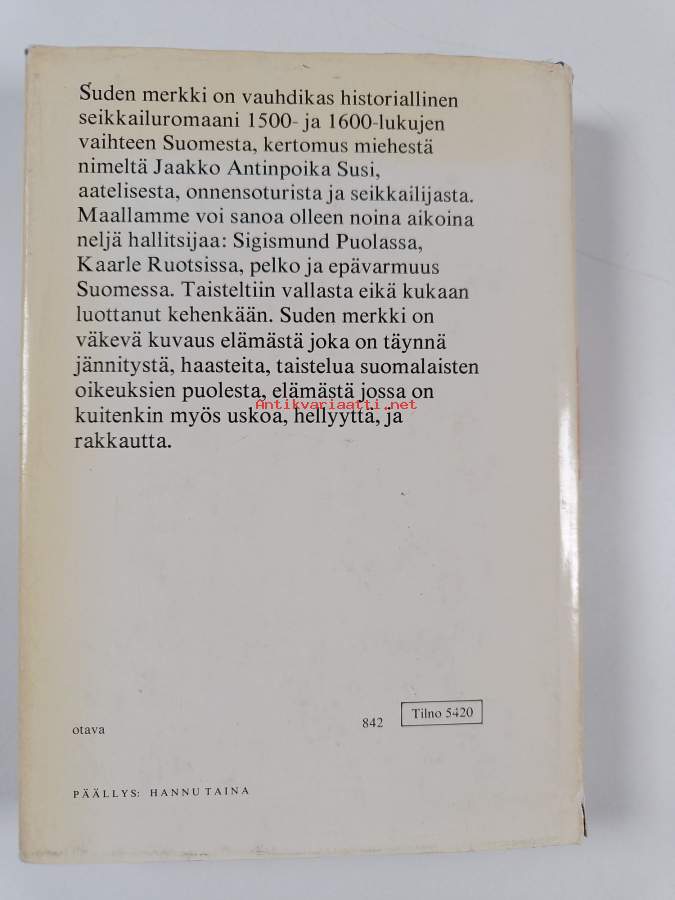 Suden merkki on vauhdikas historiallinen
seikkailuromaani 1500- ja 1600-lukujen
vaihteen Suomesta, kertomus miehestä
nimeltä Jaakko Antinpoika Susi,
aatelisesta, onnensoturista ja seikkailijasta.
Maallamme voi sanoa olleen noina aikoina
neljä hallitsijaa: Sigismund Puolassa,
Kaarle Ruotsissa, pelko ja epävarmuus
Suomessa. Taisteltiin vallasta eikä kukaan
luottanut kehenkään. Suden merkki on
väkevä kuvaus elämästä joka on täynnä
jännitystä, haasteita, taistelua suomalaisten
oikeuksien puolesta, elämästä jossa on
Antikvariaatti.net
kuitenkin myös uskoa, hellyyttä, ja
rakkautta.
otava
842
Tilno 5420
PÄÄLLYS: HANNU TAINA